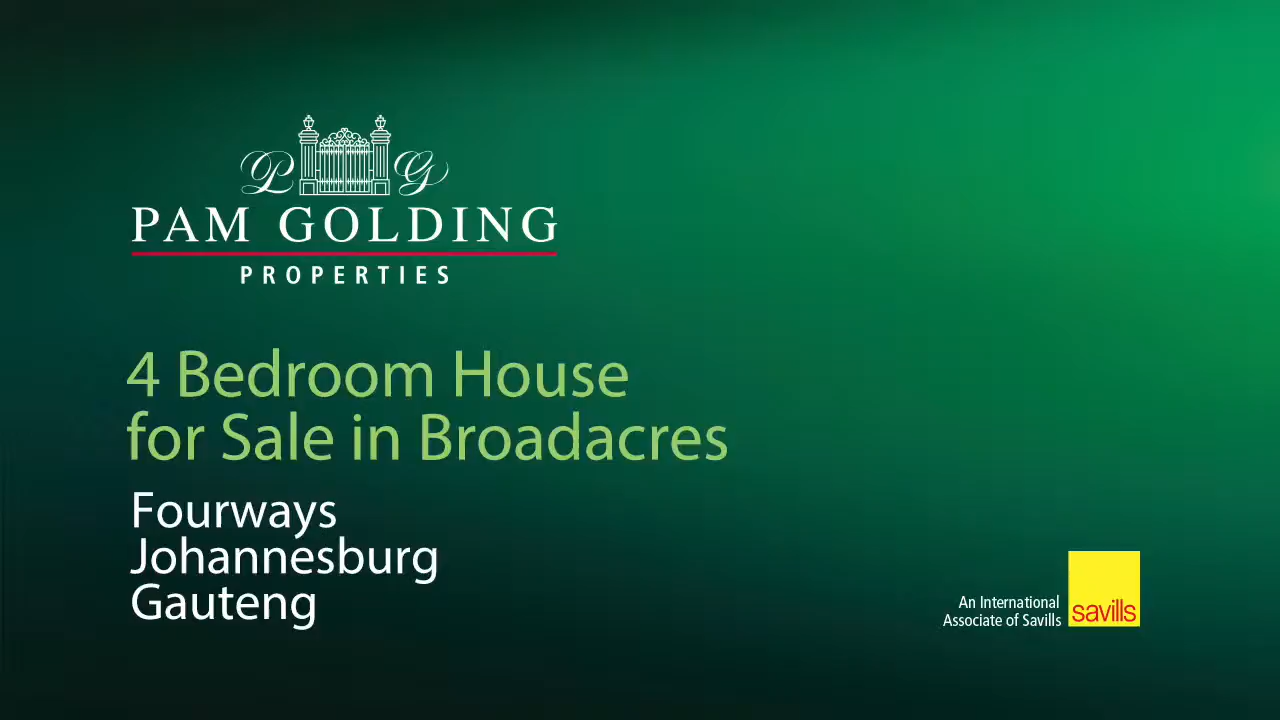 P G
PAM GOLDING
PROPERTIES
4 Bedroom House
for Sale in Broadacres
Fourways
Johannesburg
Gauteng
An International
Associate of Savills
savills